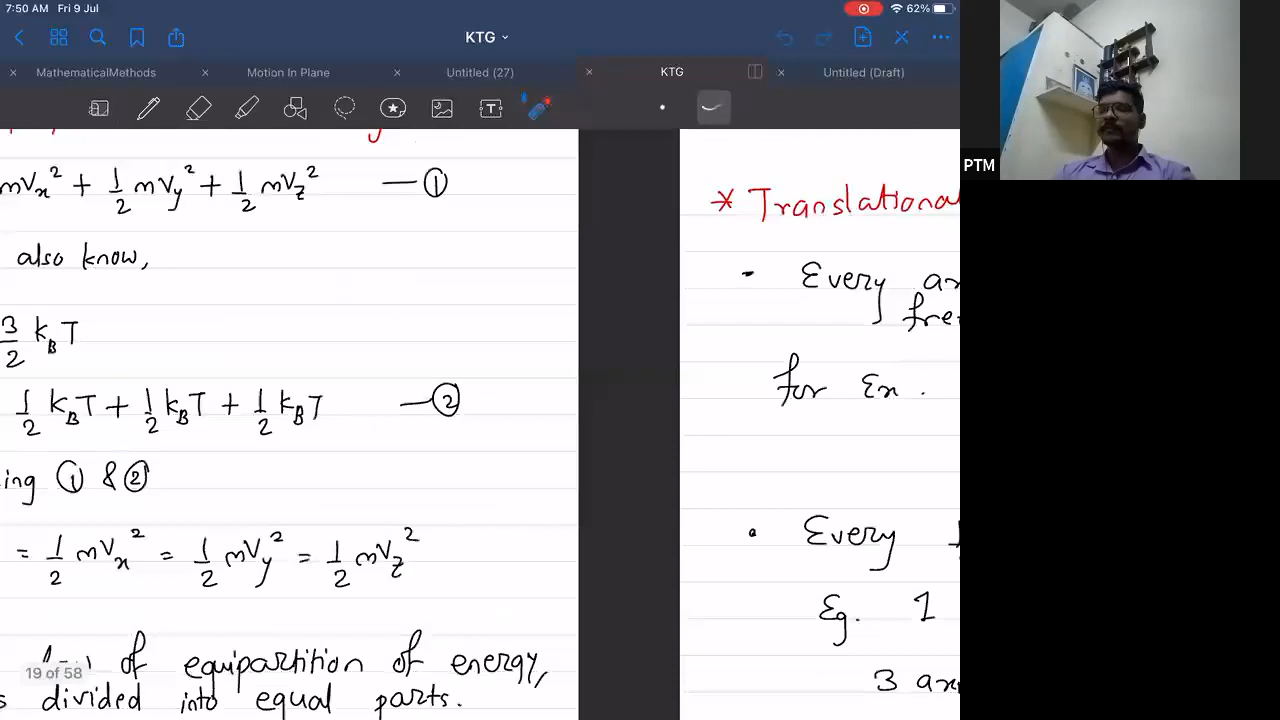 7:50 AM Fri 9 Jul
62%
KTG
MathematicalMethods
Motion In Plane
Untitled (27)
KTG
Untitled (Draft)
mVx² + 1/2 mVy² + 1/2 mVz² — ①
also know,
3/2 kBT
1/2 kBT + 1/2 kBT + 1/2 kBT — ②
ing ① & ②
= 1/2 mVx² = 1/2 mVy² = 1/2 mVz²
of equipartition of energy,
s divided into equal parts.
19 of 58
* Translational
· Every
fre
for Ex.
· Every
Eg. 1
3 ax
PTM